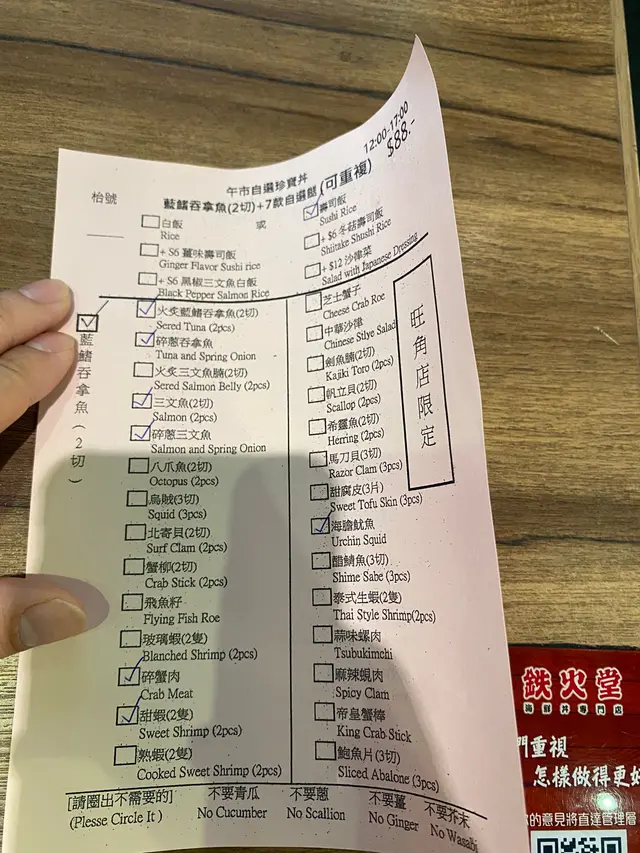 12:00-17:00
$88.-
午市自選珍寶丼
藍鰭吞拿魚(2切)+7款自選餸(可重複)
枱號
白飯
Rice
或
壽司飯
Sushi Rice
+ $6 薑味壽司飯
Ginger Flavor Sushi rice
+ $6 冬菇壽司飯
Shiitake Shushi Rice
+ $6 黑椒三文魚白飯
Black Pepper Salmon Rice
+ $12 沙律菜
Salad with Japanese Dressing
藍鰭吞拿魚(2切)
火炙藍鰭吞拿魚(2切)
Sered Tuna (2pcs)
碎蔥吞拿魚
Tuna and Spring Onion
火炙三文魚腩(2切)
Sered Salmon Belly (2pcs)
三文魚(2切)
Salmon (2pcs)
碎蔥三文魚
Salmon and Spring Onion
八爪魚(2切)
Octopus (2pcs)
烏賊(3切)
Squid (3pcs)
北寄貝(2切)
Surf Clam (2pcs)
蟹柳(2切)
Crab Stick (2pcs)
飛魚籽
Flying Fish Roe
玻璃蝦(2隻)
Blanched Shrimp (2pcs)
碎蟹肉
Crab Meat
甜蝦(2隻)
Sweet Shrimp (2pcs)
熟蝦(2隻)
Cooked Sweet Shrimp (2pcs)
芝士蟹子
Cheese Crab Roe
中華沙律
Chinese Stlye Salad
劍魚腩(2切)
Kajiki Toro (2pcs)
帆立貝(2切)
Scallop (2pcs)
希靈魚(2切)
Herring (2pcs)
馬刀貝(3切)
Razor Clam (3pcs)
甜腐皮(3片)
Sweet Tofu Skin (3pcs)
海膽魷魚
Urchin Squid
醋鯖魚(3切)
Shime Sabe (3pcs)
泰式生蝦(2隻)
Thai Style Shrimp(2pcs)
蒜味螺肉
Tsubukimchi
麻辣蜆肉
Spicy Clam
帝皇蟹棒
King Crab Stick
鮑魚片(3切)
Sliced Abalone (3pcs)
旺角店限定
[請圈出不需要的]
(Plesse Circle It )
不要青瓜
No Cucumber
不要蔥
No Scallion
不要薑
No Ginger
不要芥末
No Wasabi
鉄火堂
海鮮丼專門店
門重視
怎樣做得更好
的意見將直達管理層